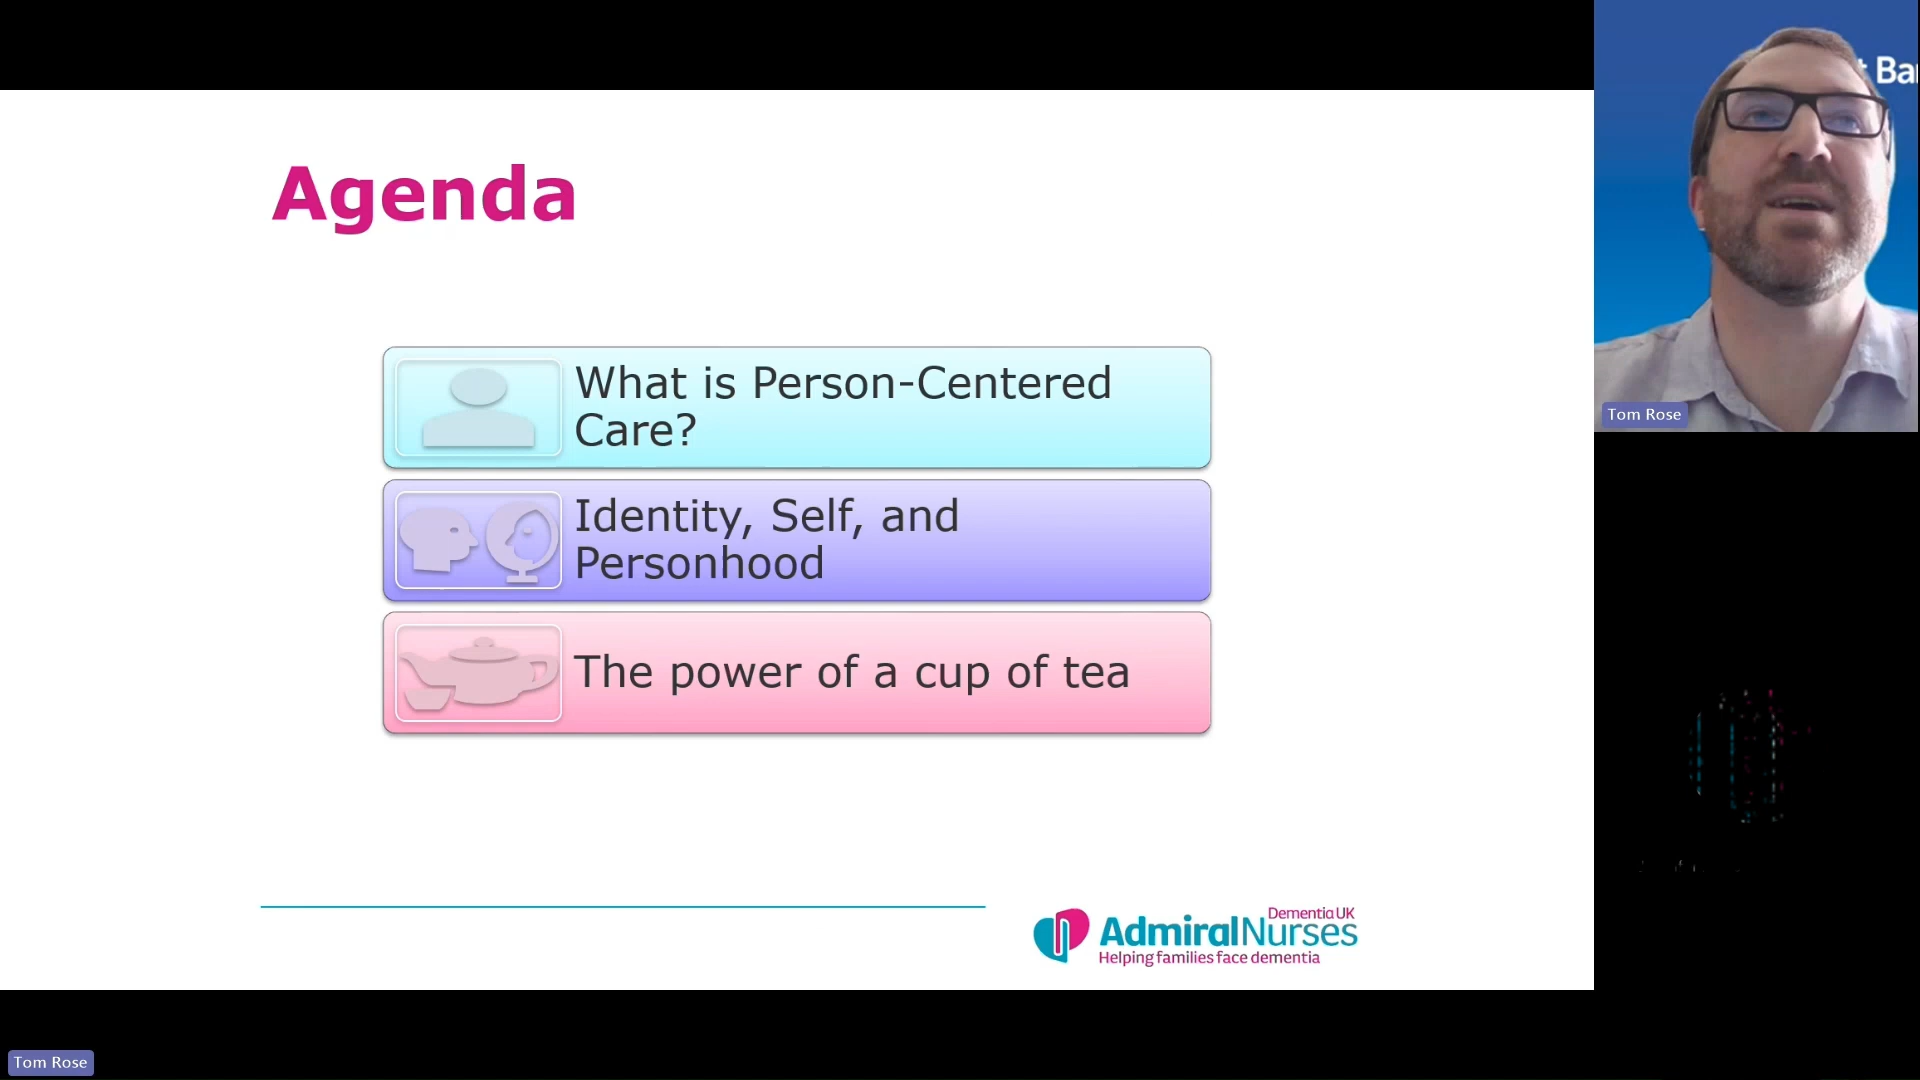 Agenda
What is Person-Centered
Care?
Identity, Self, and
Personhood
The power of a cup of tea
Dementia UK
AdmiralNurses
Helping families face dementia
Tom Rose
Tom Rose